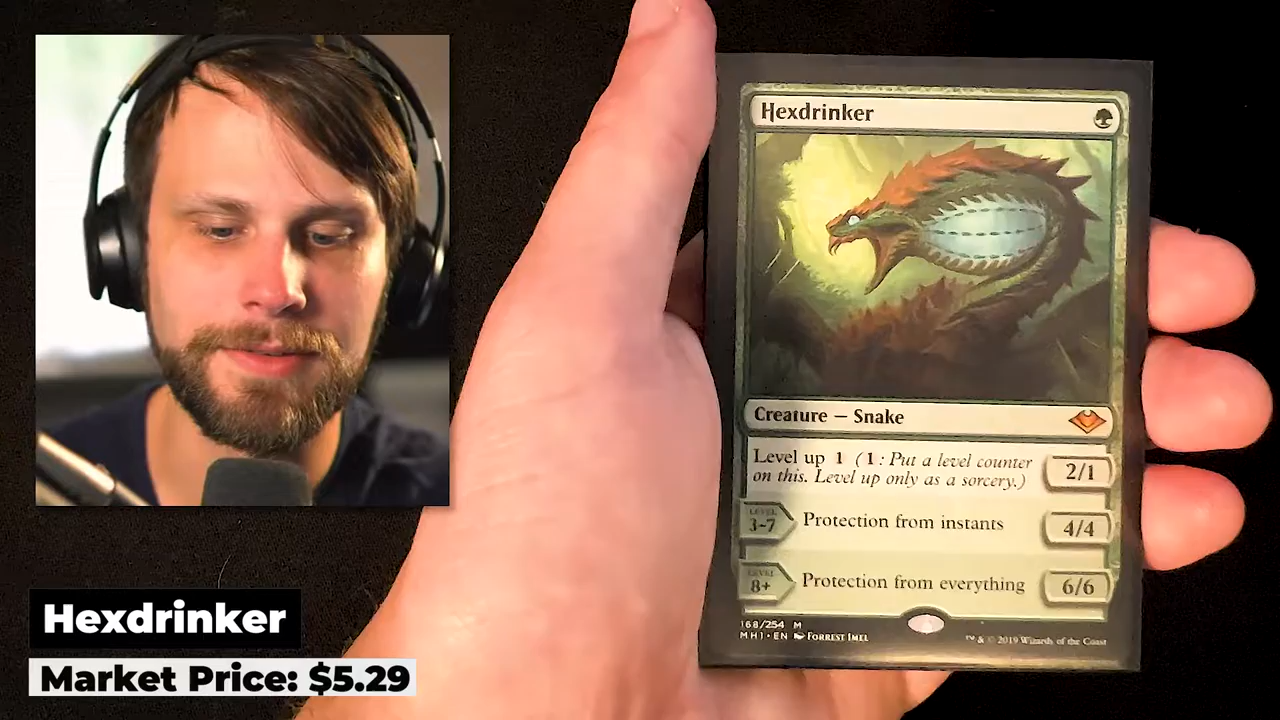 Hexdrinker
Creature — Snake
Level up 1 (1: Put a level counter
on this. Level up only as a sorcery.)
2/1
LEVEL
3-7
Protection from instants
4/4
LEVEL
8+
Protection from everything
6/6
168/254 M
MH1 • EN Forrest Imel
™ & © 2019 Wizards of the Coast
Hexdrinker
Market Price: $5.29